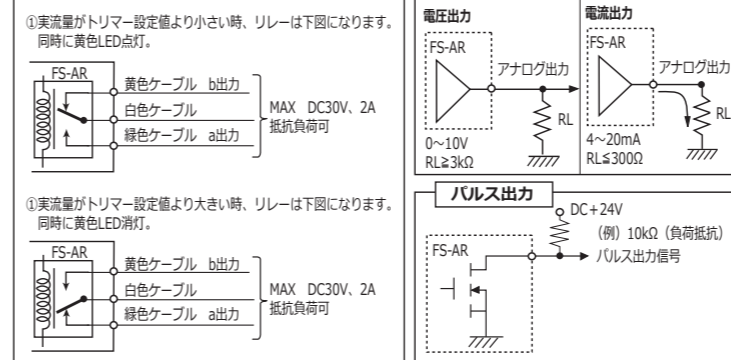 ①実流量がトリマー設定値より小さい時、リレーは下図になります。
同時に黄色LED点灯。
FS-AR
黄色ケーブル b出力
白色ケーブル
緑色ケーブル a出力
MAX DC30V、2A
抵抗負荷可
①実流量がトリマー設定値より大きい時、リレーは下図になります。
同時に黄色LED消灯。
FS-AR
黄色ケーブル b出力
白色ケーブル
緑色ケーブル a出力
MAX DC30V、2A
抵抗負荷可
電圧出力
FS-AR
アナログ出力
RL
0~10V
RL≧3kΩ
電流出力
FS-AR
アナログ出力
RL
4~20mA
RL≦300Ω
パルス出力
DC+24V
(例)10kΩ(負荷抵抗)
FS-AR
パルス出力信号